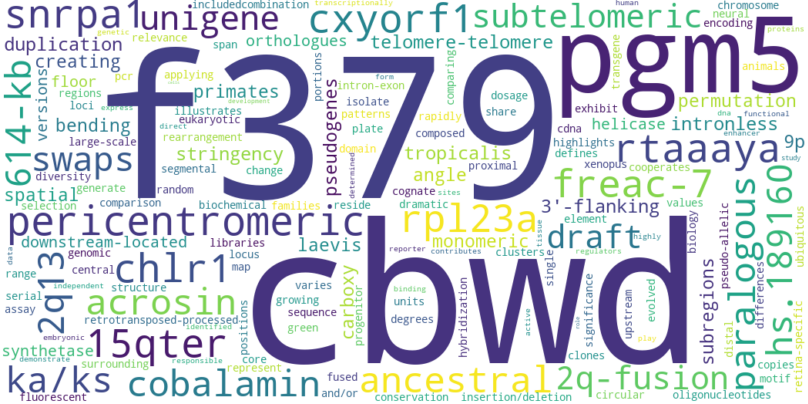 snrpa1
unigene
includedcombination
genetic
transcriptionally
human
chromosome
cxyorf1
subtelomeric
encoding
neural
proteins
duplication
relevance
span
orthologues
telomere-telomere
pgm5
creating
pcr
applying
f379
floor
versions
regions
loci
express
development
primates
portions
intron-exon
isolate
comparing
dosage
share
transgene
dna
functional
animals
permutation
614-kb
bending
eukaryotic
illustrates
rearrangement
pseudogenes
patterns
rapidly
plate
composed
exhibit
cdna
helicase
intronless
enhancer
9p
large-scale
stringency
domain
tropicalis
highlights
xenopus
study
swaps
diversity
segmental
change
angle
proximal
defines
cooperates
rtaaaya
spatial
generate
random
determined
cognate
sites
freac-7
selection
comparison
biochemical
families
reside
dramatic
element
values
3'-flanking
pericentromeric
rpl23a
draft
paralogous
hs 189160
ubiquitous
downstream-located
libraries
laevis
monomeric
clusters
tissue
highly
regulators
biology
pseudo-allelic
data
range
genomic
central
locus
map
reporter
contributes
single
2q13
chlr1
cbwd
carboxy
progenitor
binding
units
degrees
hybridization
significance
upstream
evolved
subregions
differences
independent
structure
varies
growing
sequence
green
serial
assay
acrosin
positions
active
role
play
distal
copies
motif
retina-specific
retrotransposed-processed
embryonic
identified
15qter
core
represent
clones
synthetase
demonstrate
surrounding
responsible
ka/ks
cobalamin
fused
and/or
ancestral
2q-fusion
oligonucleotides
fluorescent
conservation
insertion/deletion
circular